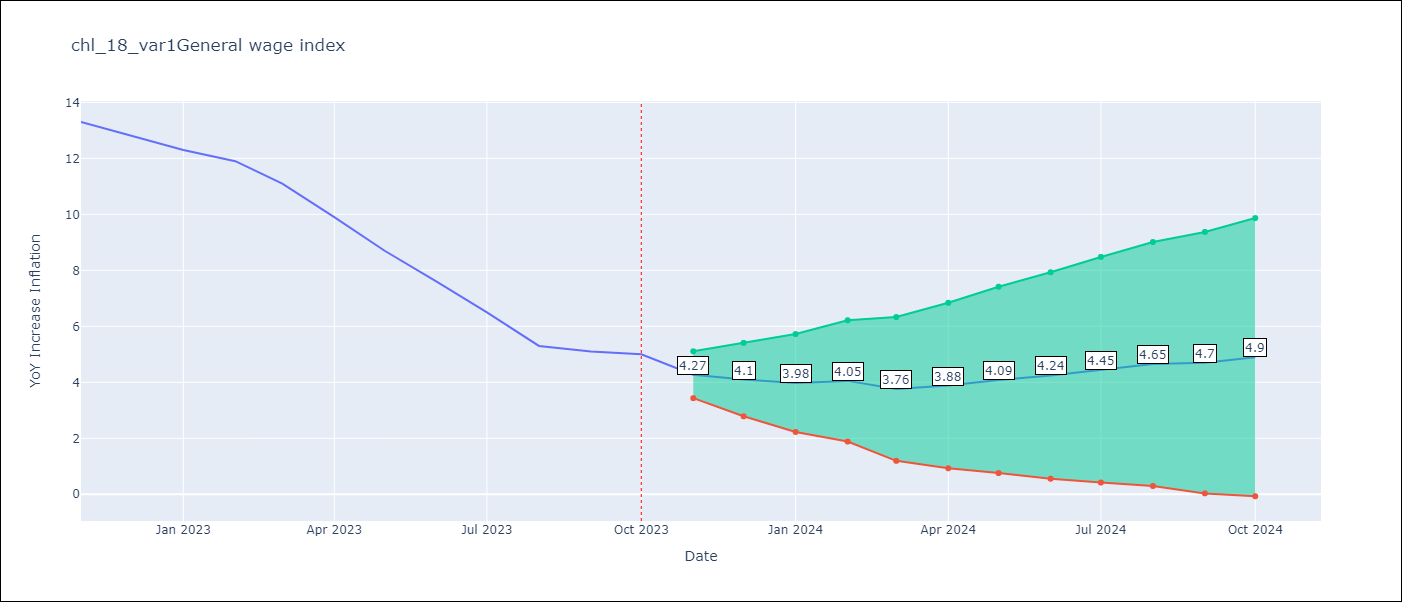 chl_18_var1General wage index
14
12
10
8
6
4
2
0
YoY Increase Inflation
4.27
4.1
3.98
4.05
3.76
3.88
4.09
4.24
4.45
4.65
4.7
4.9
Jan 2023
Apr 2023
Jul 2023
Oct 2023
Jan 2024
Apr 2024
Jul 2024
Oct 2024
Date